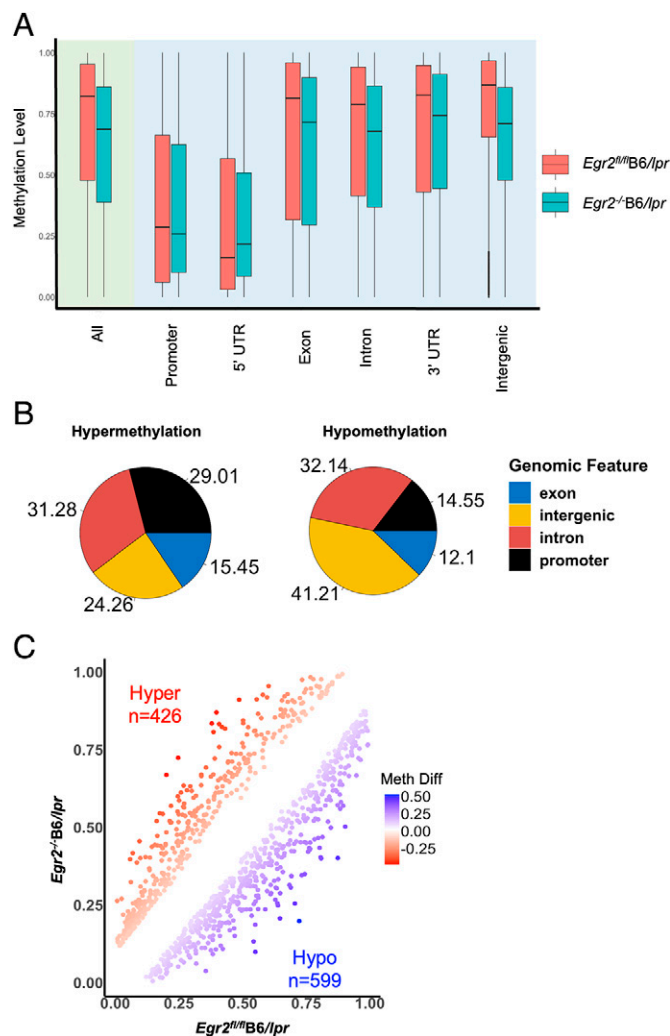 A
Methylation Level
1.00
0.75
0.50
0.25
0.00
All
Promoter
5' UTR
Exon
Intron
3' UTR
Intergenic
Egr2fl/flB6/lpr
Egr2-/-B6/lpr
B
Hypermethylation
29.01
31.28
15.45
24.26
Hypomethylation
32.14
14.55
12.1
41.21
Genomic Feature
exon
intergenic
intron
promoter
C
Egr2-/-B6/lpr
1.00
0.75
0.50
0.25
0.00
Hyper
n=426
Hypo
n=599
Meth Diff
0.50
0.25
0.00
-0.25
0.00 0.25 0.50 0.75 1.00
Egr2fl/flB6/lpr